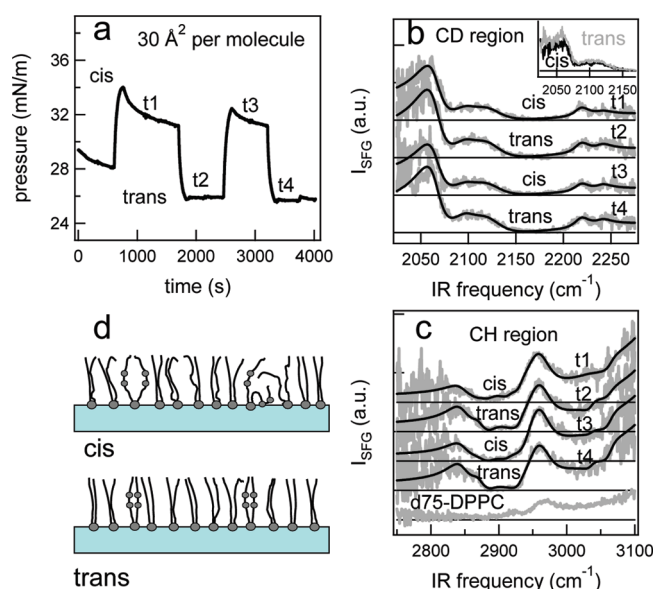 a
30 Å² per molecule
36
32
28
24
pressure (mN/m)
cis
t1
t3
trans
t2
t4
0
1000
2000
3000
4000
time (s)
b
CD region
trans
cis
2050
2100
2150
cis
t1
trans
t2
cis
t3
trans
t4
I_SFG (a.u.)
2050
2100
2150
2200
2250
IR frequency (cm⁻¹)
d
cis
trans
c
CH region
t1
cis
t2
trans
t3
cis
t4
trans
d75-DPPC
I_SFG (a.u.)
2800
2900
3000
3100
IR frequency (cm⁻¹)